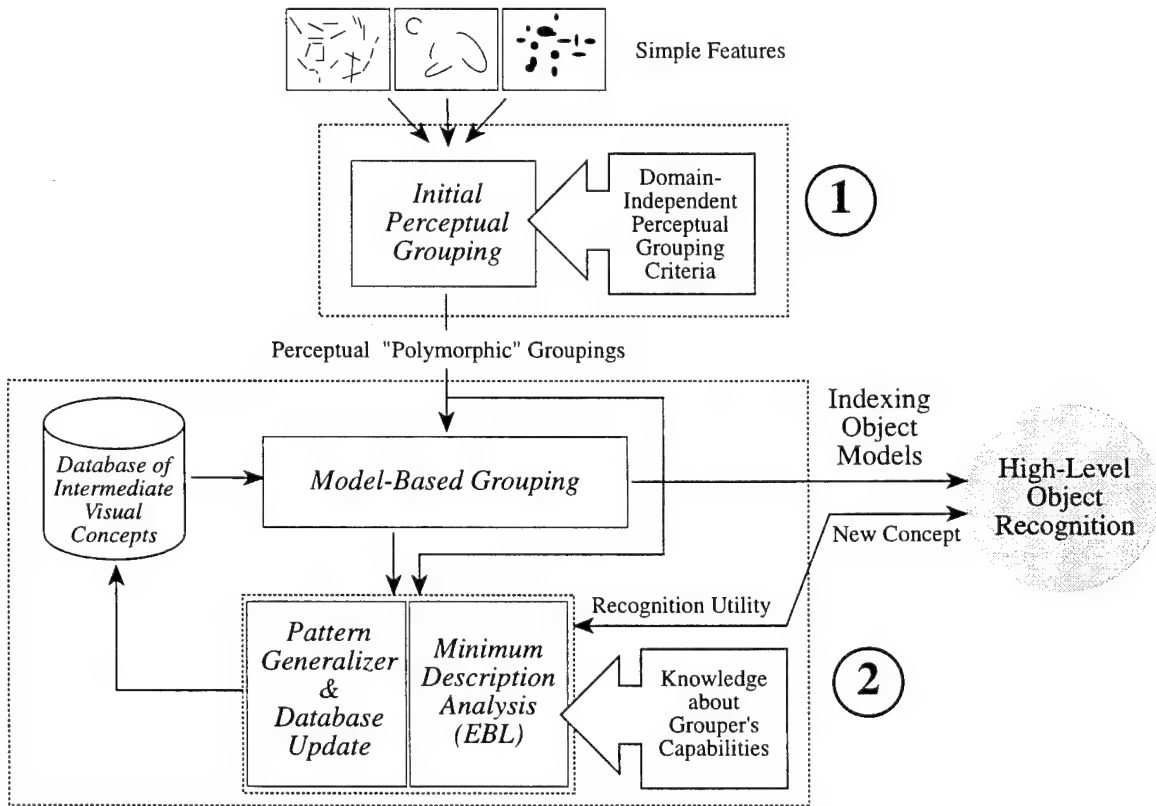 Simple Features
Initial
Perceptual
Grouping
Domain-
Independent
Perceptual
Grouping
Criteria
1
Perceptual "Polymorphic" Groupings
Database of
Intermediate
Visual
Concepts
Model-Based Grouping
Indexing
Object
Models
High-Level
Object
Recognition
New Concept
Recognition Utility
Pattern
Generalizer
&
Database
Update
Minimum
Description
Analysis
(EBL)
Knowledge
about
Grouper's
Capabilities
2